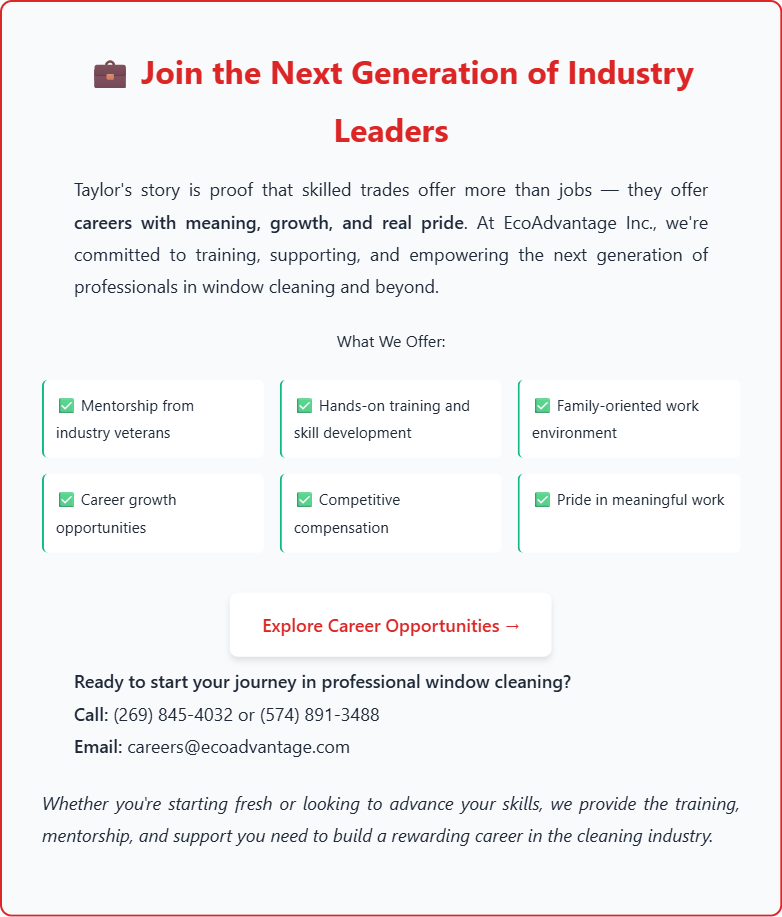 💼 Join the Next Generation of Industry
Leaders
Taylor's story is proof that skilled trades offer more than jobs — they offer
careers with meaning, growth, and real pride. At EcoAdvantage Inc., we're
committed to training, supporting, and empowering the next generation of
professionals in window cleaning and beyond.
What We Offer:
✅ Mentorship from
industry veterans
✅ Hands-on training and
skill development
✅ Family-oriented work
environment
✅ Career growth
opportunities
✅ Competitive
compensation
✅ Pride in meaningful work
Explore Career Opportunities →
Ready to start your journey in professional window cleaning?
Call: (269) 845-4032 or (574) 891-3488
Email: careers@ecoadvantage.com
Whether you're starting fresh or looking to advance your skills, we provide the training,
mentorship, and support you need to build a rewarding career in the cleaning industry.